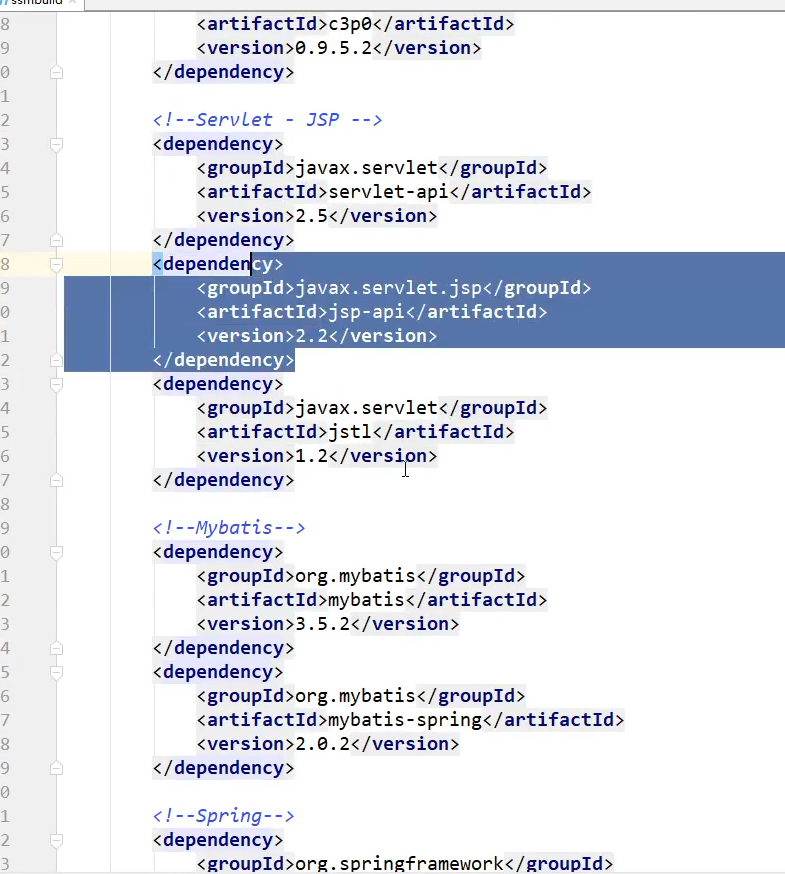 ssmbuild ×
8 <artifactId>c3p0</artifactId>
9 <version>0.9.5.2</version>
0 </dependency>
1
2 <!--Servlet - JSP -->
3 <dependency>
4 <groupId>javax.servlet</groupId>
5 <artifactId>servlet-api</artifactId>
6 <version>2.5</version>
7 </dependency>
8 <dependency>
9 <groupId>javax.servlet.jsp</groupId>
0 <artifactId>jsp-api</artifactId>
1 <version>2.2</version>
2 </dependency>
3 <dependency>
4 <groupId>javax.servlet</groupId>
5 <artifactId>jstl</artifactId>
6 <version>1.2</version>
7 </dependency>
8
9 <!--Mybatis-->
0 <dependency>
1 <groupId>org.mybatis</groupId>
2 <artifactId>mybatis</artifactId>
3 <version>3.5.2</version>
4 </dependency>
5 <dependency>
6 <groupId>org.mybatis</groupId>
7 <artifactId>mybatis-spring</artifactId>
8 <version>2.0.2</version>
9 </dependency>
0
1 <!--Spring-->
2 <dependency>
3 <groupId>org.springframework</groupId>